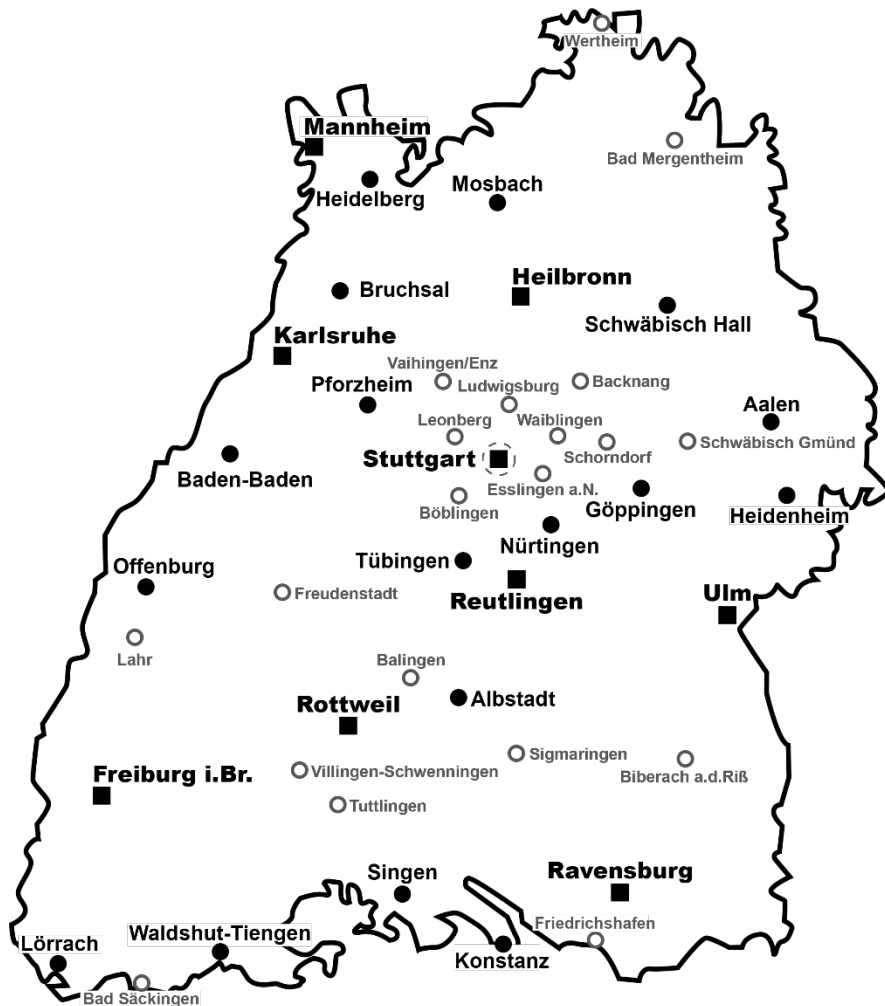 Wertheim
Mannheim
Bad Mergentheim
Heidelberg
Mosbach
Heilbronn
Bruchsal
Schwäbisch Hall
Karlsruhe
Vaihingen/Enz
Pforzheim
Ludwigsburg
Backnang
Aalen
Leonberg
Waiblingen
Schwäbisch Gmünd
Stuttgart
Schorndorf
Baden-Baden
Esslingen a.N.
Böblingen
Göppingen
Heidenheim
Nürtingen
Tübingen
Offenburg
Freudenstadt
Reutlingen
Ulm
Lahr
Balingen
Rottweil
Albstadt
Sigmaringen
Villingen-Schwenningen
Biberach a.d.Riß
Freiburg i.Br.
Tuttlingen
Singen
Ravensburg
Friedrichshafen
Waldshut-Tiengen
Lörrach
Konstanz
Bad Säckingen